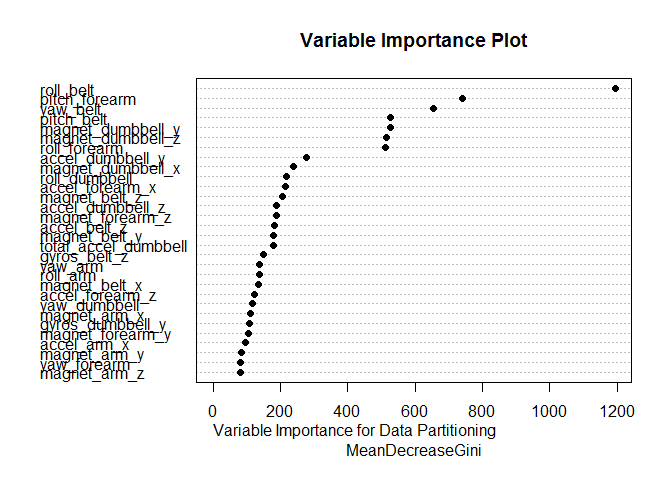 Variable Importance Plot
roll_belt
pitch_forearm
yaw_belt
pitch_belt
magnet_dumbbell_y
magnet_dumbbell_z
roll_forearm
accel_dumbbell_y
magnet_dumbbell_x
roll_dumbbell
accel_forearm_x
magnet_belt_z
accel_dumbbell_z
magnet_forearm_z
accel_belt_z
magnet_belt_y
total_accel_dumbbell
gyros_belt_z
yaw_arm
roll_arm
magnet_belt_x
accel_forearm_z
yaw_dumbbell
magnet_arm_x
gyros_dumbbell_y
magnet_forearm_y
accel_arm_x
magnet_arm_y
yaw_forearm
magnet_arm_z
0 200 400 600 800 1000 1200
Variable Importance for Data Partitioning
MeanDecreaseGini